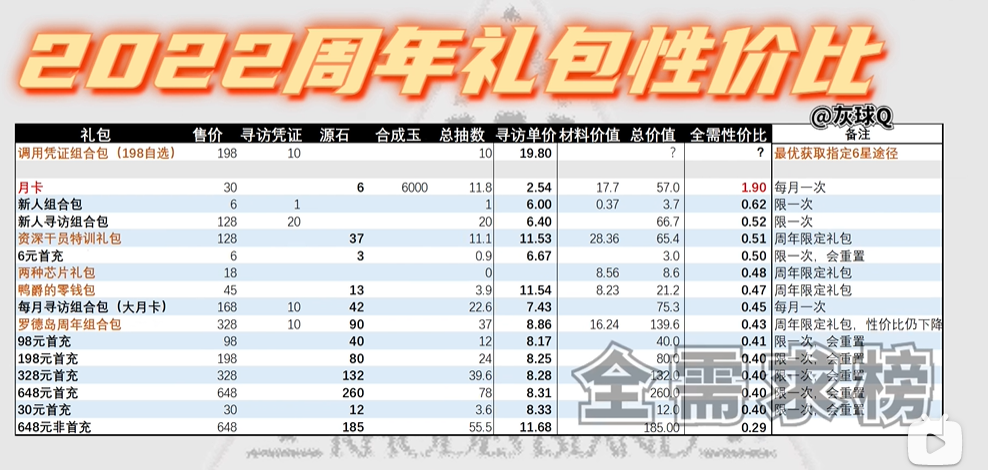 2022周年礼包性价比
@灰球Q
礼包 售价 寻访凭证 源石 合成玉 总抽数 寻访单价 材料价值 总价值 全需性价比 备注
调用凭证组合包（198自选） 198 10 10 19.80 ? ? 最优获取指定6星途径
月卡 30 6 6000 11.8 2.54 17.7 57.0 1.90 每月一次
新人组合包 6 1 1 6.00 0.37 3.7 0.62 限一次
新人寻访组合包 128 20 20 6.40 66.7 0.52 限一次
资深干员特训礼包 128 37 11.1 11.53 28.36 65.4 0.51 周年限定礼包
6元首充 6 3 0.9 6.67 3.0 0.50 限一次，会重置
两种芯片礼包 18 0 8.56 8.6 0.48 周年限定礼包
鸭爵的零钱包 45 13 3.9 11.54 8.23 21.2 0.47 周年限定礼包
每月寻访组合包（大月卡） 168 10 42 22.6 7.43 75.3 0.45 每月一次
罗德岛周年组合包 328 10 90 37 8.86 16.24 139.6 0.43 周年限定礼包，性价比仍下降
98元首充 98 40 12 8.17 40.0 0.41 限一次，会重置
198元首充 198 80 24 8.25 80.0 0.40 限一次，会重置
328元首充 328 132 39.6 8.28 132.0 0.40 限一次，会重置
648元首充 648 260 78 8.31 260.0 0.40 限一次，会重置
30元首充 30 12 3.6 8.33 12.0 0.40 限一次，会重置
648元非首充 648 185 55.5 11.68 185.00 0.29
全需求榜